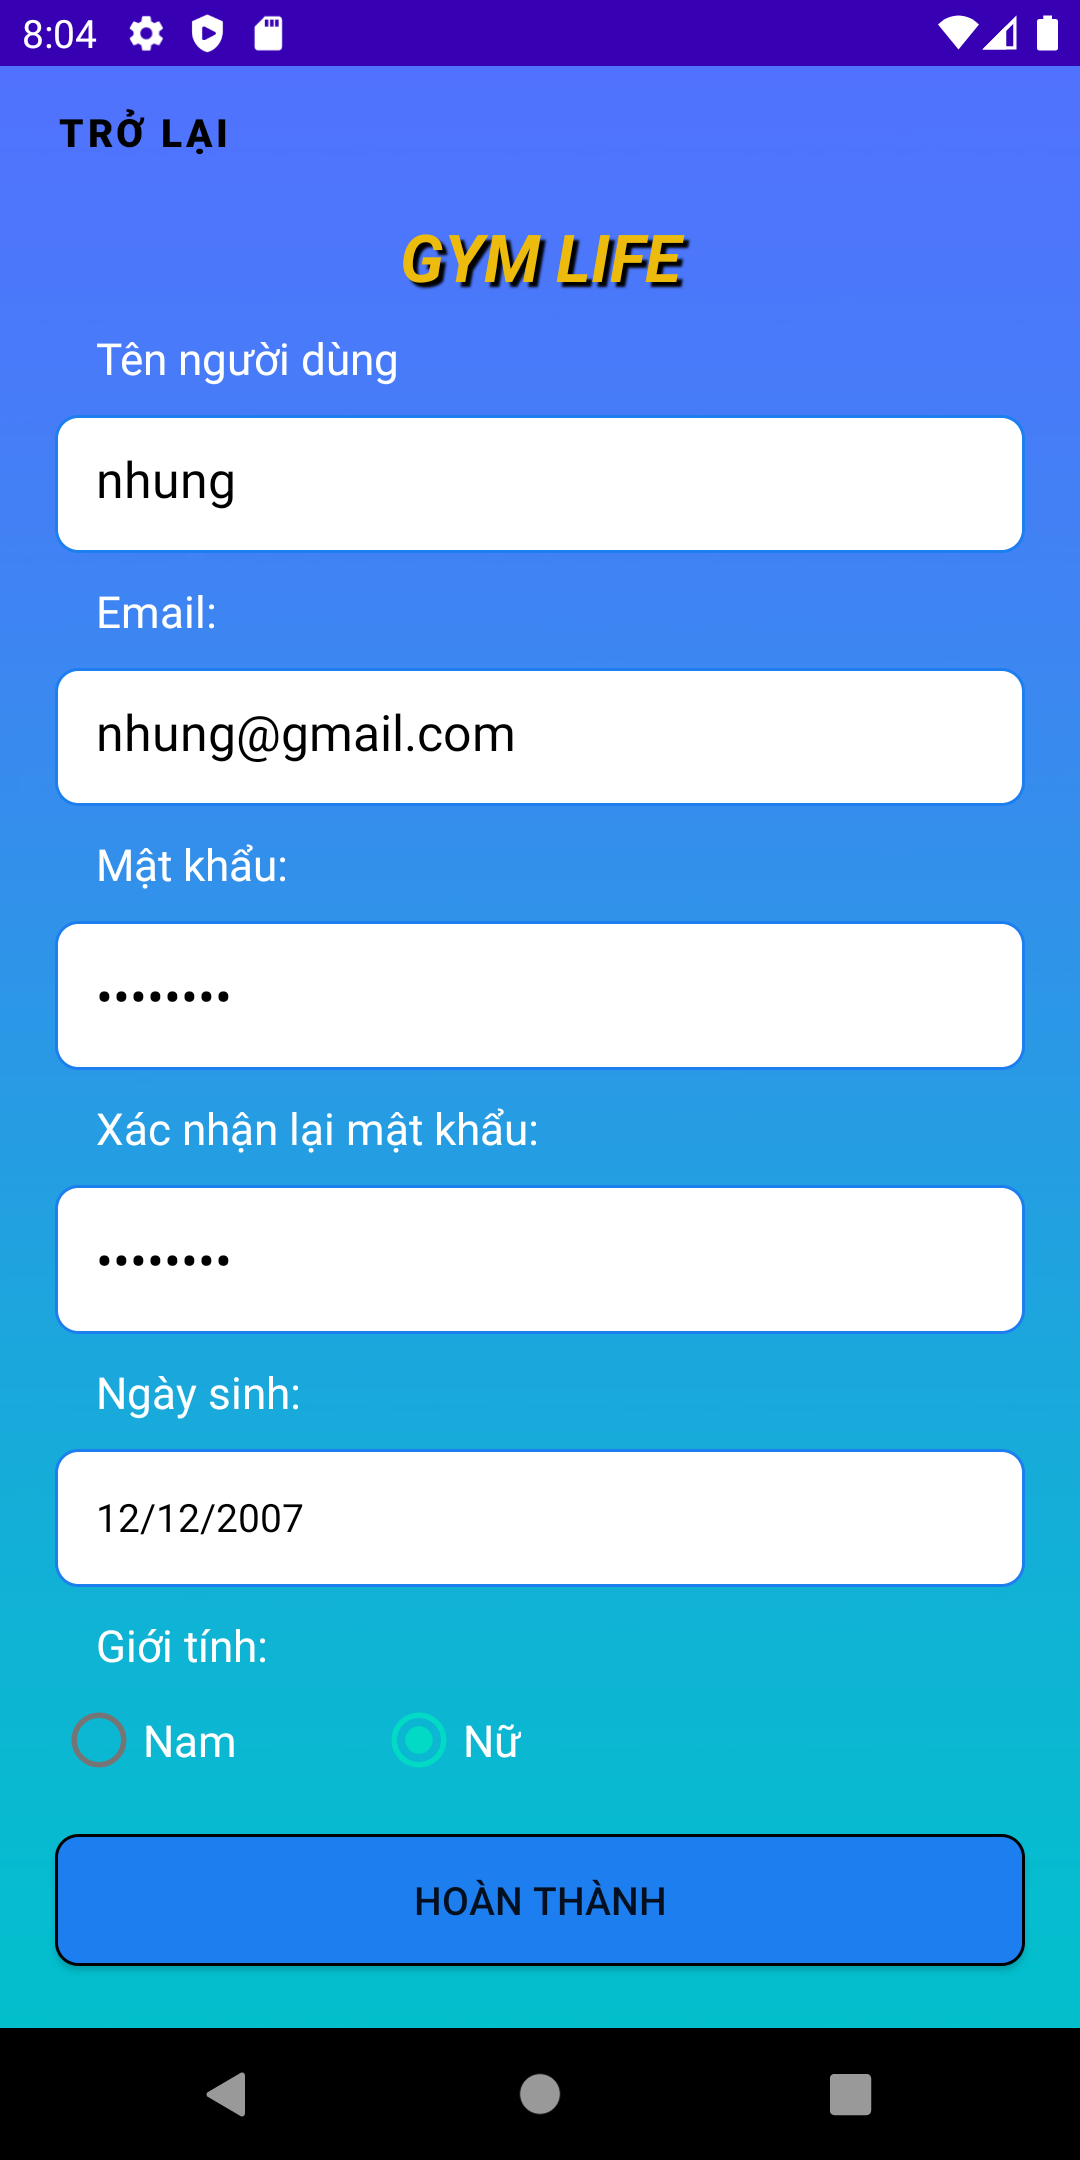 8:04
TRỞ LẠI
GYM LIFE
Tên người dùng
nhung
Email:
nhung@gmail.com
Mật khẩu:
••••••••
Xác nhận lại mật khẩu:
••••••••
Ngày sinh:
12/12/2007
Giới tính:
Nam Nữ
HOÀN THÀNH